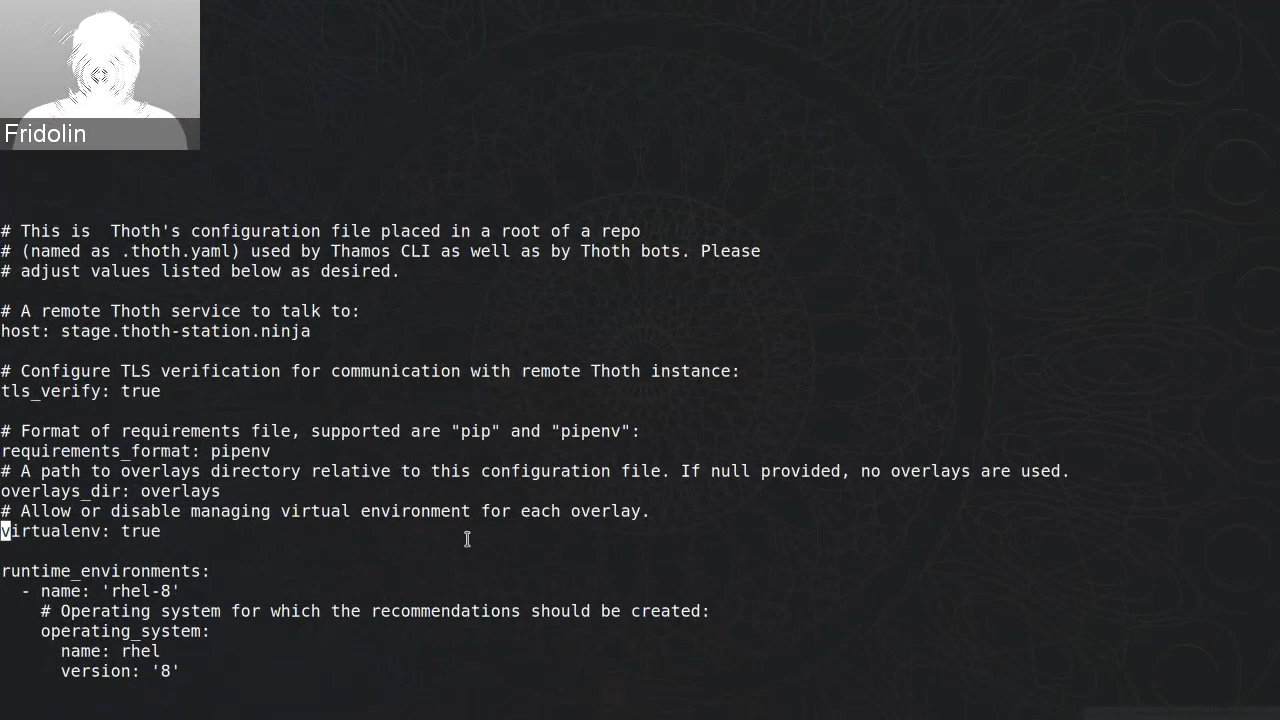 Fridolin
# This is  Thoth's configuration file placed in a root of a repo
# (named as .thoth.yaml) used by Thamos CLI as well as by Thoth bots. Please
# adjust values listed below as desired.
# A remote Thoth service to talk to:
host: stage.thoth-station.ninja
# Configure TLS verification for communication with remote Thoth instance:
tls_verify: true
# Format of requirements file, supported are "pip" and "pipenv":
requirements_format: pipenv
# A path to overlays directory relative to this configuration file. If null provided, no overlays are used.
overlays_dir: overlays
# Allow or disable managing virtual environment for each overlay.
virtualenv: true
runtime_environments:
  - name: 'rhel-8'
    # Operating system for which the recommendations should be created:
    operating_system:
      name: rhel
      version: '8'